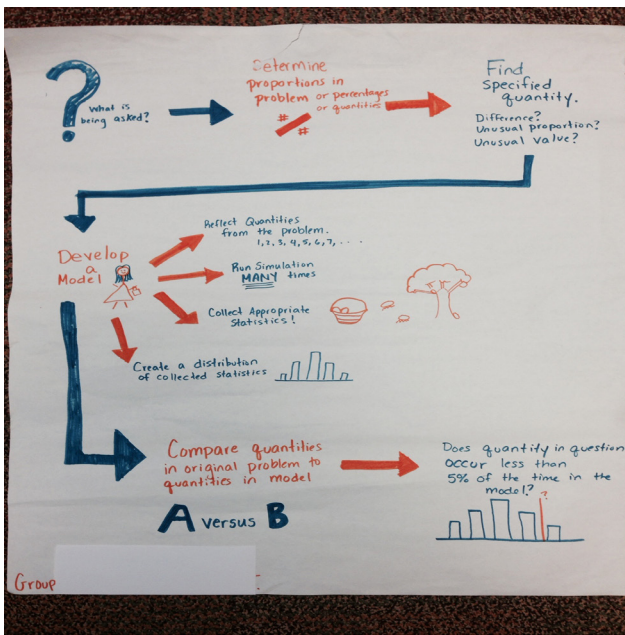 ?
What is
being asked?
Determine
proportions in
problem or percentages
or quantities
#
#
Find
Specified
quantity.
Difference?
Unusual proportion?
Unusual value?
Develop
a
Model
Reflect Quantities
from the problem.
1, 2, 3, 4, 5, 6, 7, . . . .
Run Simulation
MANY times
Collect Appropriate
Statistics!
Create a distribution
of collected statistics
Compare quantities
in original problem to
quantities in model
A versus B
Does quantity in question
occur less than
5% of the time in the
model?
?
Group